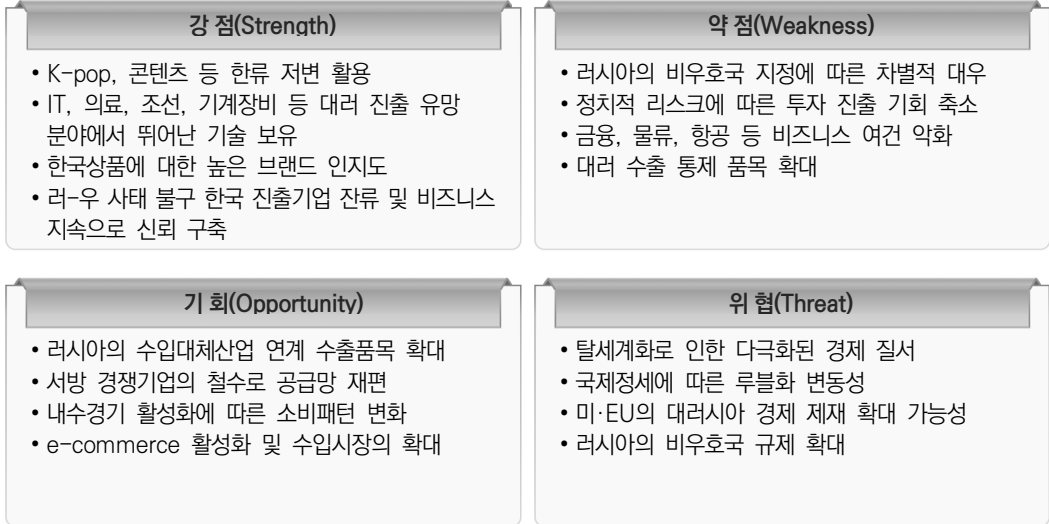 강 점(Strength)
• K-pop, 콘텐츠 등 한류 저변 활용
• IT, 의료, 조선, 기계장비 등 대러 진출 유망
분야에서 뛰어난 기술 보유
• 한국상품에 대한 높은 브랜드 인지도
• 러-우 사태 불구 한국 진출기업 잔류 및 비즈니스
지속으로 신뢰 구축
약 점(Weakness)
• 러시아의 비우호국 지정에 따른 차별적 대우
• 정치적 리스크에 따른 투자 진출 기회 축소
• 금융, 물류, 항공 등 비즈니스 여건 악화
• 대러 수출 통제 품목 확대
기 회(Opportunity)
• 러시아의 수입대체산업 연계 수출품목 확대
• 서방 경쟁기업의 철수로 공급망 재편
• 내수경기 활성화에 따른 소비패턴 변화
• e-commerce 활성화 및 수입시장의 확대
위 협(Threat)
• 탈세계화로 인한 다극화된 경제 질서
• 국제정세에 따른 루블화 변동성
• 미·EU의 대러시아 경제 제재 확대 가능성
• 러시아의 비우호국 규제 확대